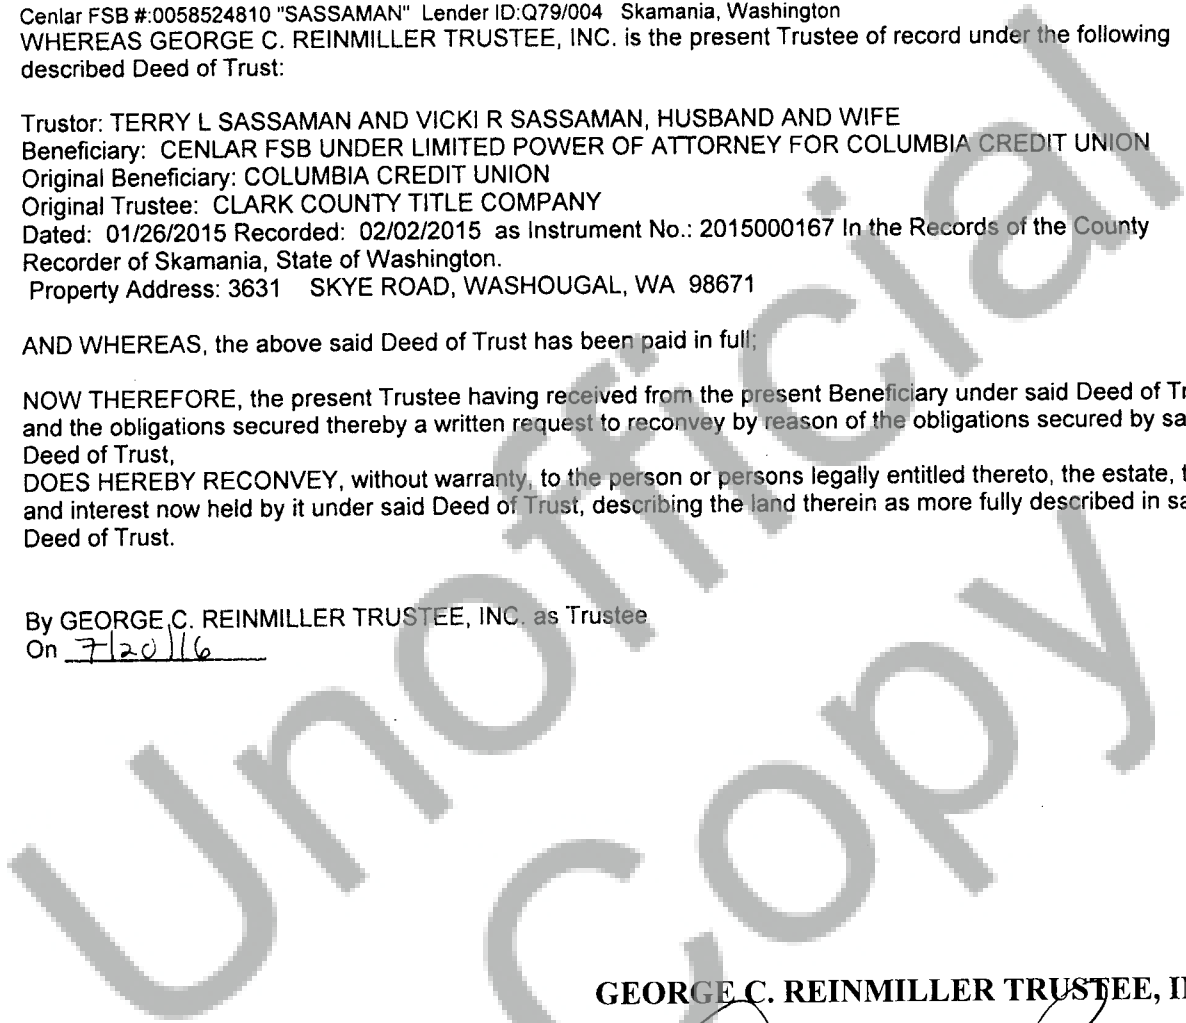 Cenlar FSB #:0058524810 "SASSAMAN" Lender ID:Q79/004 Skamania, Washington
WHEREAS GEORGE C. REINMILLER TRUSTEE, INC. is the present Trustee of record under the following
described Deed of Trust:
Trustor: TERRY L SASSAMAN AND VICKI R SASSAMAN, HUSBAND AND WIFE
Beneficiary: CENLAR FSB UNDER LIMITED POWER OF ATTORNEY FOR COLUMBIA CREDIT UNION
Original Beneficiary: COLUMBIA CREDIT UNION
Original Trustee: CLARK COUNTY TITLE COMPANY
Dated: 01/26/2015 Recorded: 02/02/2015 as Instrument No.: 2015000167 In the Records of the County
Recorder of Skamania, State of Washington.
Property Address: 3631 SKYE ROAD, WASHOUGAL, WA 98671
AND WHEREAS, the above said Deed of Trust has been paid in full;
NOW THEREFORE, the present Trustee having received from the present Beneficiary under said Deed of Tr
and the obligations secured thereby a written request to reconvey by reason of the obligations secured by sa
Deed of Trust,
DOES HEREBY RECONVEY, without warranty, to the person or persons legally entitled thereto, the estate, t
and interest now held by it under said Deed of Trust, describing the land therein as more fully described in sa
Deed of Trust.
By GEORGE C. REINMILLER TRUSTEE, INC. as Trustee
On 7/20/16
Unofficial
Copy
GEORGE C. REINMILLER TRUSTEE, IN